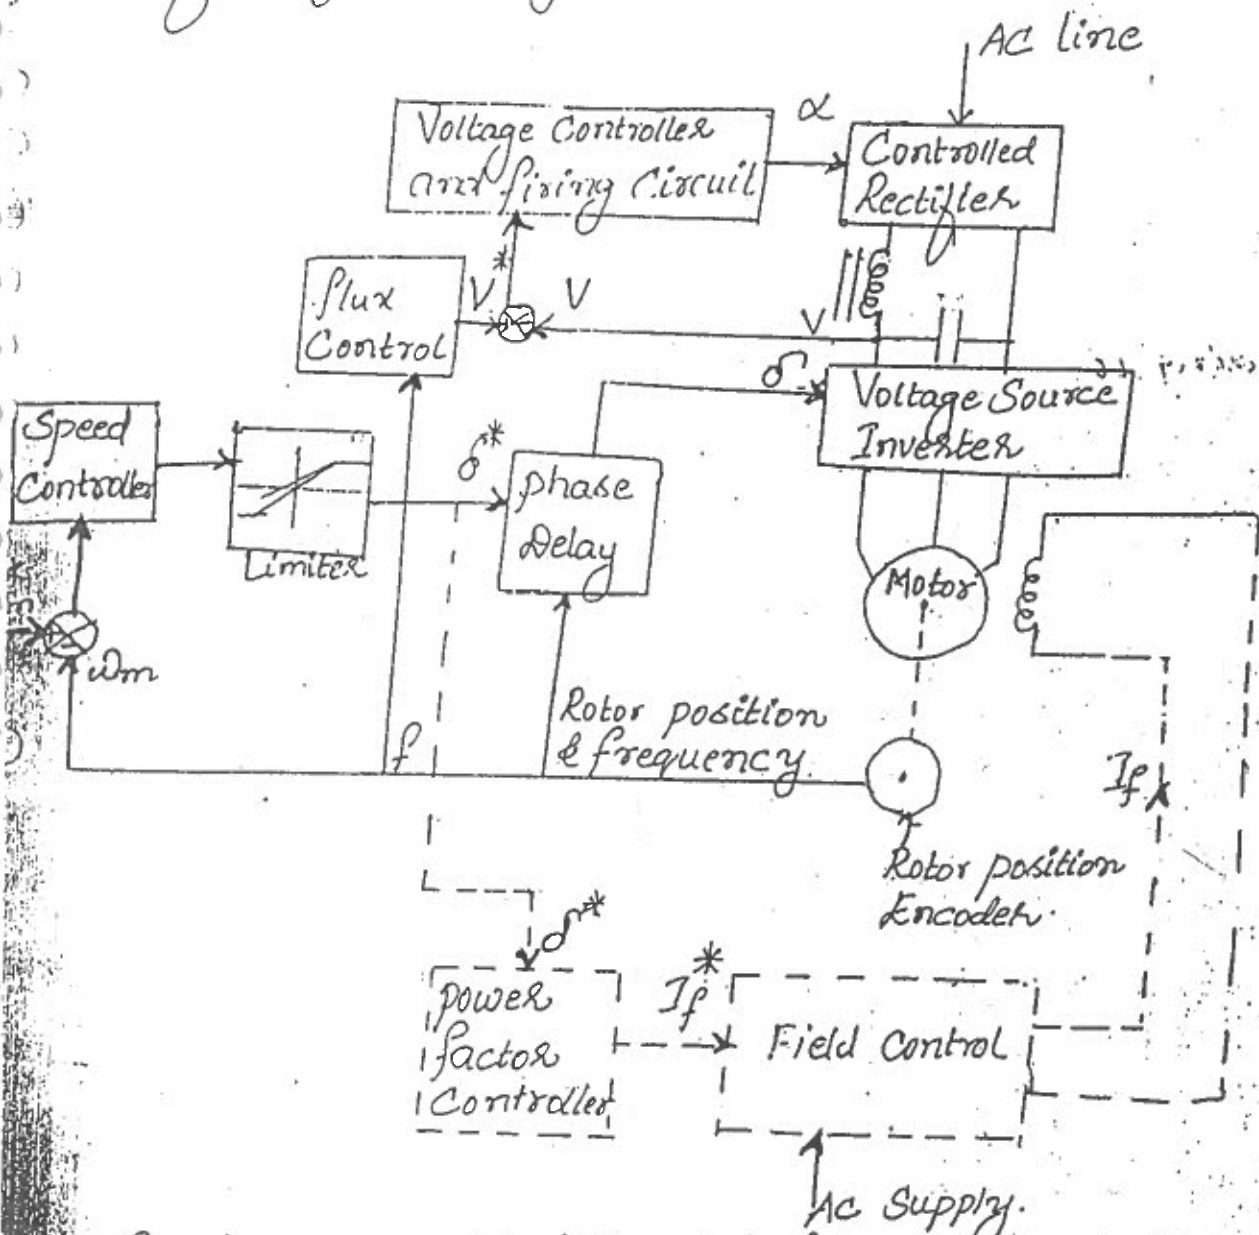 AC line
Voltage Controller
and firing Circuit
α
Controlled
Rectifier
flux
Control
V*
V
V
δ
Voltage Source
Inverter
Speed
Controller
Limiter
δ*
phase
Delay
Motor
ωm
f
Rotor position
& frequency
If
Rotor position
Encoder.
δ*
power
factor
Controller
If*
Field Control
AC Supply.